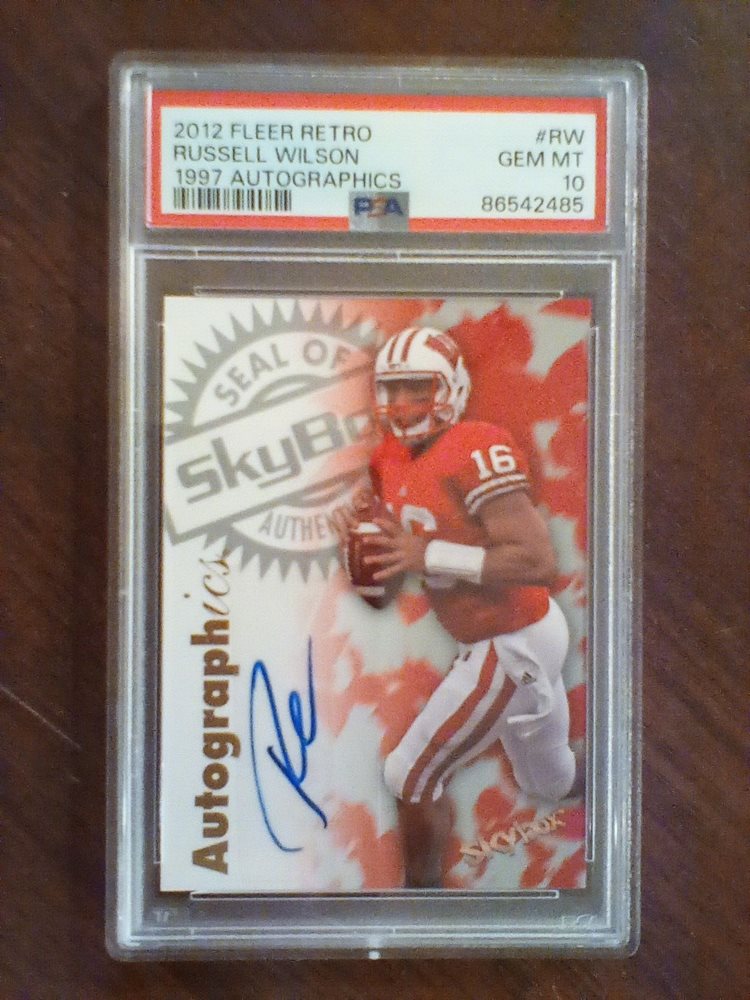 2012 FLEER RETRO #RW
RUSSELL WILSON GEM MT
1997 AUTOGRAPHICS 10
PSA 86542485
SEAL OF
SkyBo
AUTHENTI
16
Autographics
SkyBox